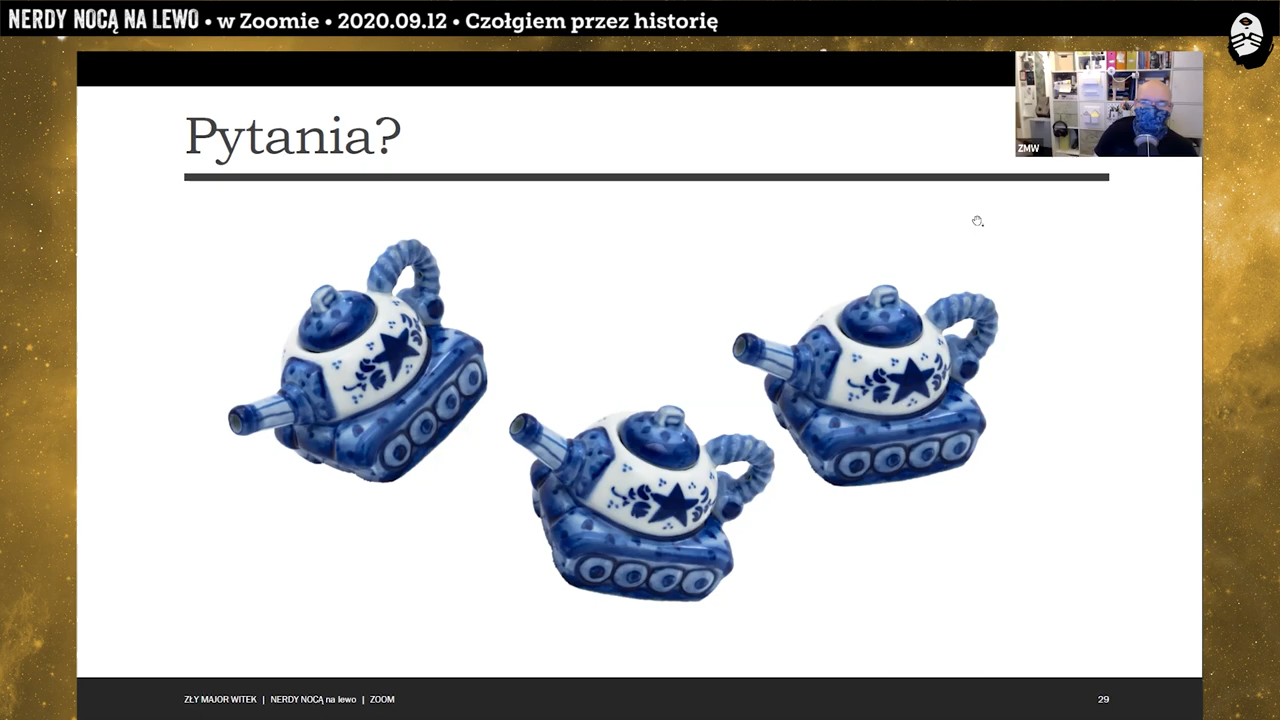 NERDY NOCĄ NA LEWO • w Zoomie • 2020.09.12 • Czołgiem przez historię
ZMW
Pytania?
ZŁY MAJOR WITEK | NERDY NOCĄ na lewo | ZOOM
29